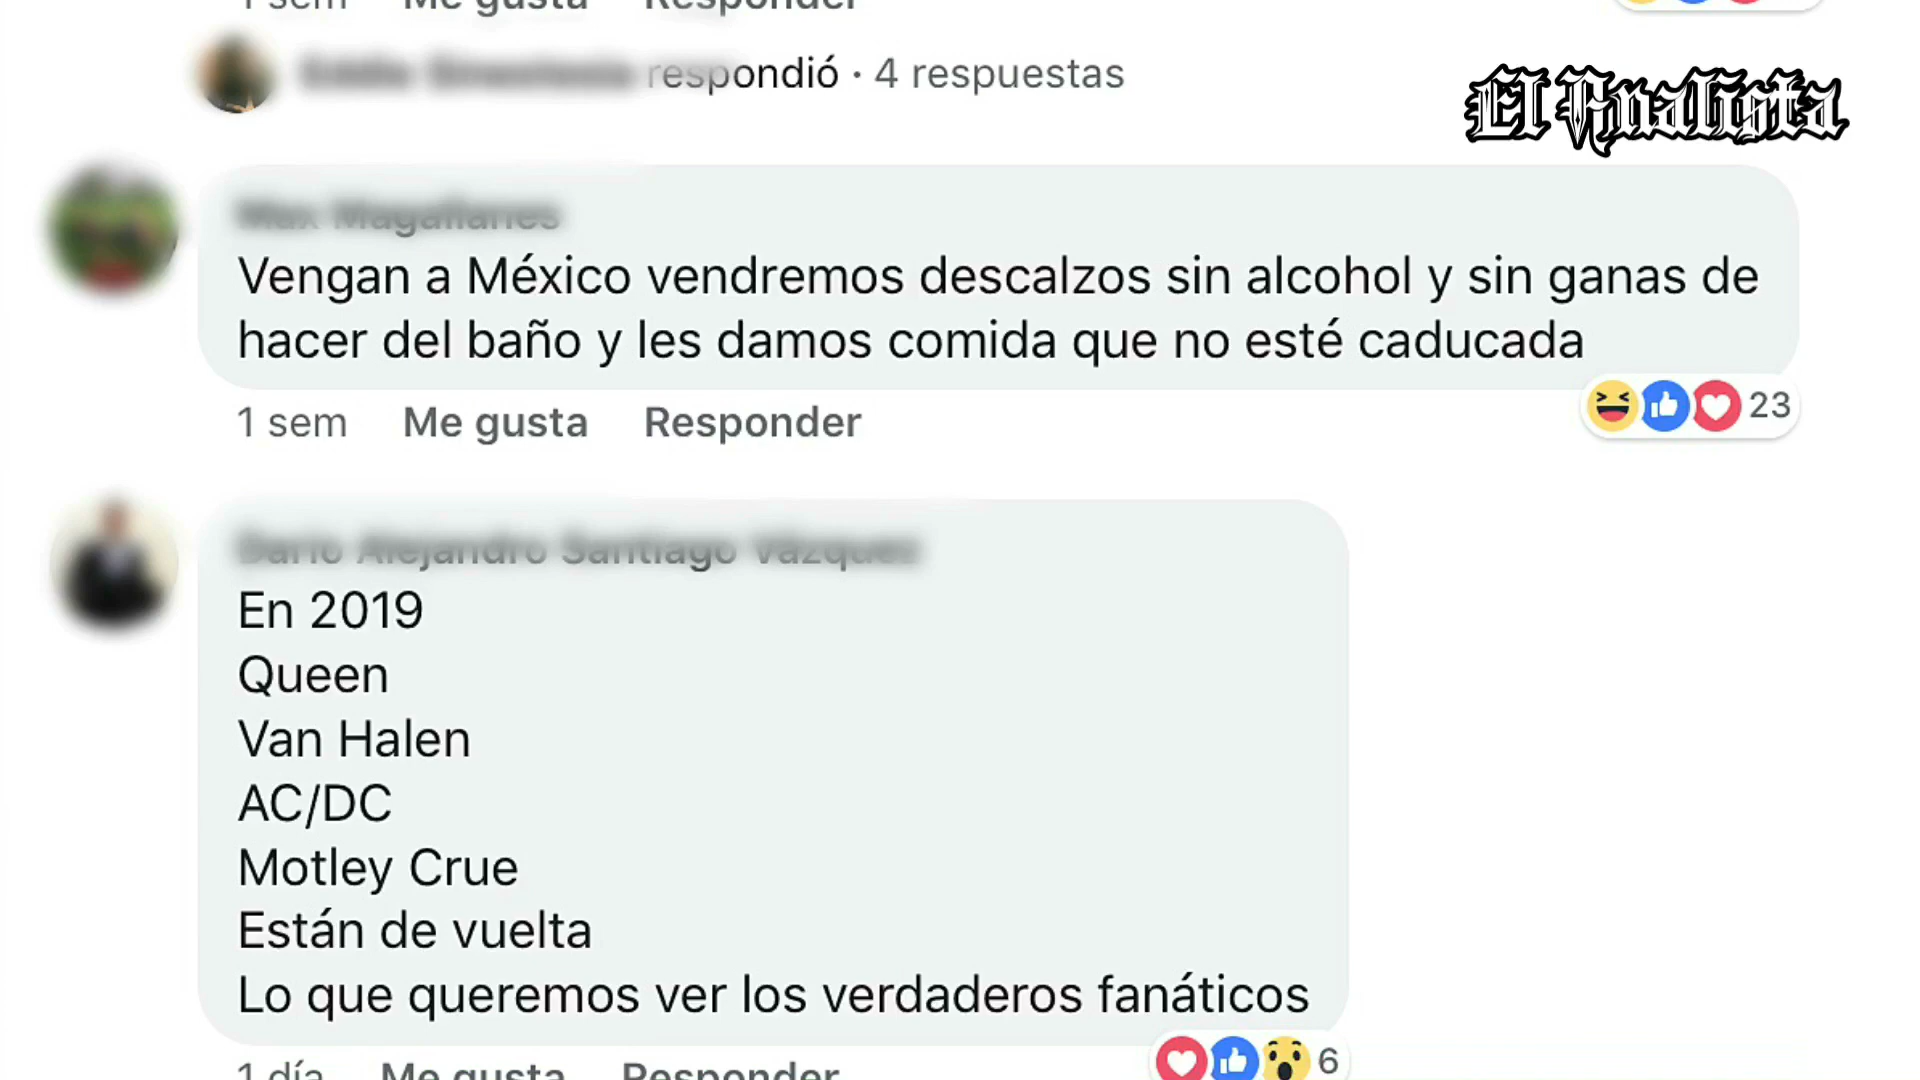 1 sem Me gusta Responder
respondió · 4 respuestas
El Analista
Vengan a México vendremos descalzos sin alcohol y sin ganas de
hacer del baño y les damos comida que no esté caducada
1 sem Me gusta Responder
23
En 2019
Queen
Van Halen
AC/DC
Motley Crue
Están de vuelta
Lo que queremos ver los verdaderos fanáticos
1 día Me gusta Responder
6